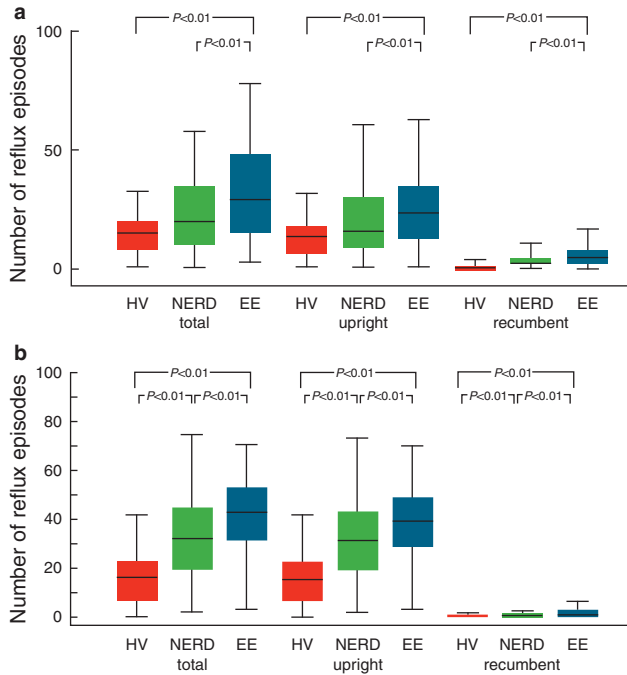 a
P<0.01 P<0.01 P<0.01
P<0.01 P<0.01 P<0.01
100
50
0
Number of reflux episodes
HV NERD EE HV NERD EE HV NERD EE
total upright recumbent
b
P<0.01 P<0.01 P<0.01
P<0.01 P<0.01 P<0.01 P<0.01 P<0.01 P<0.01
100
80
60
40
20
0
Number of reflux episodes
HV NERD EE HV NERD EE HV NERD EE
total upright recumbent